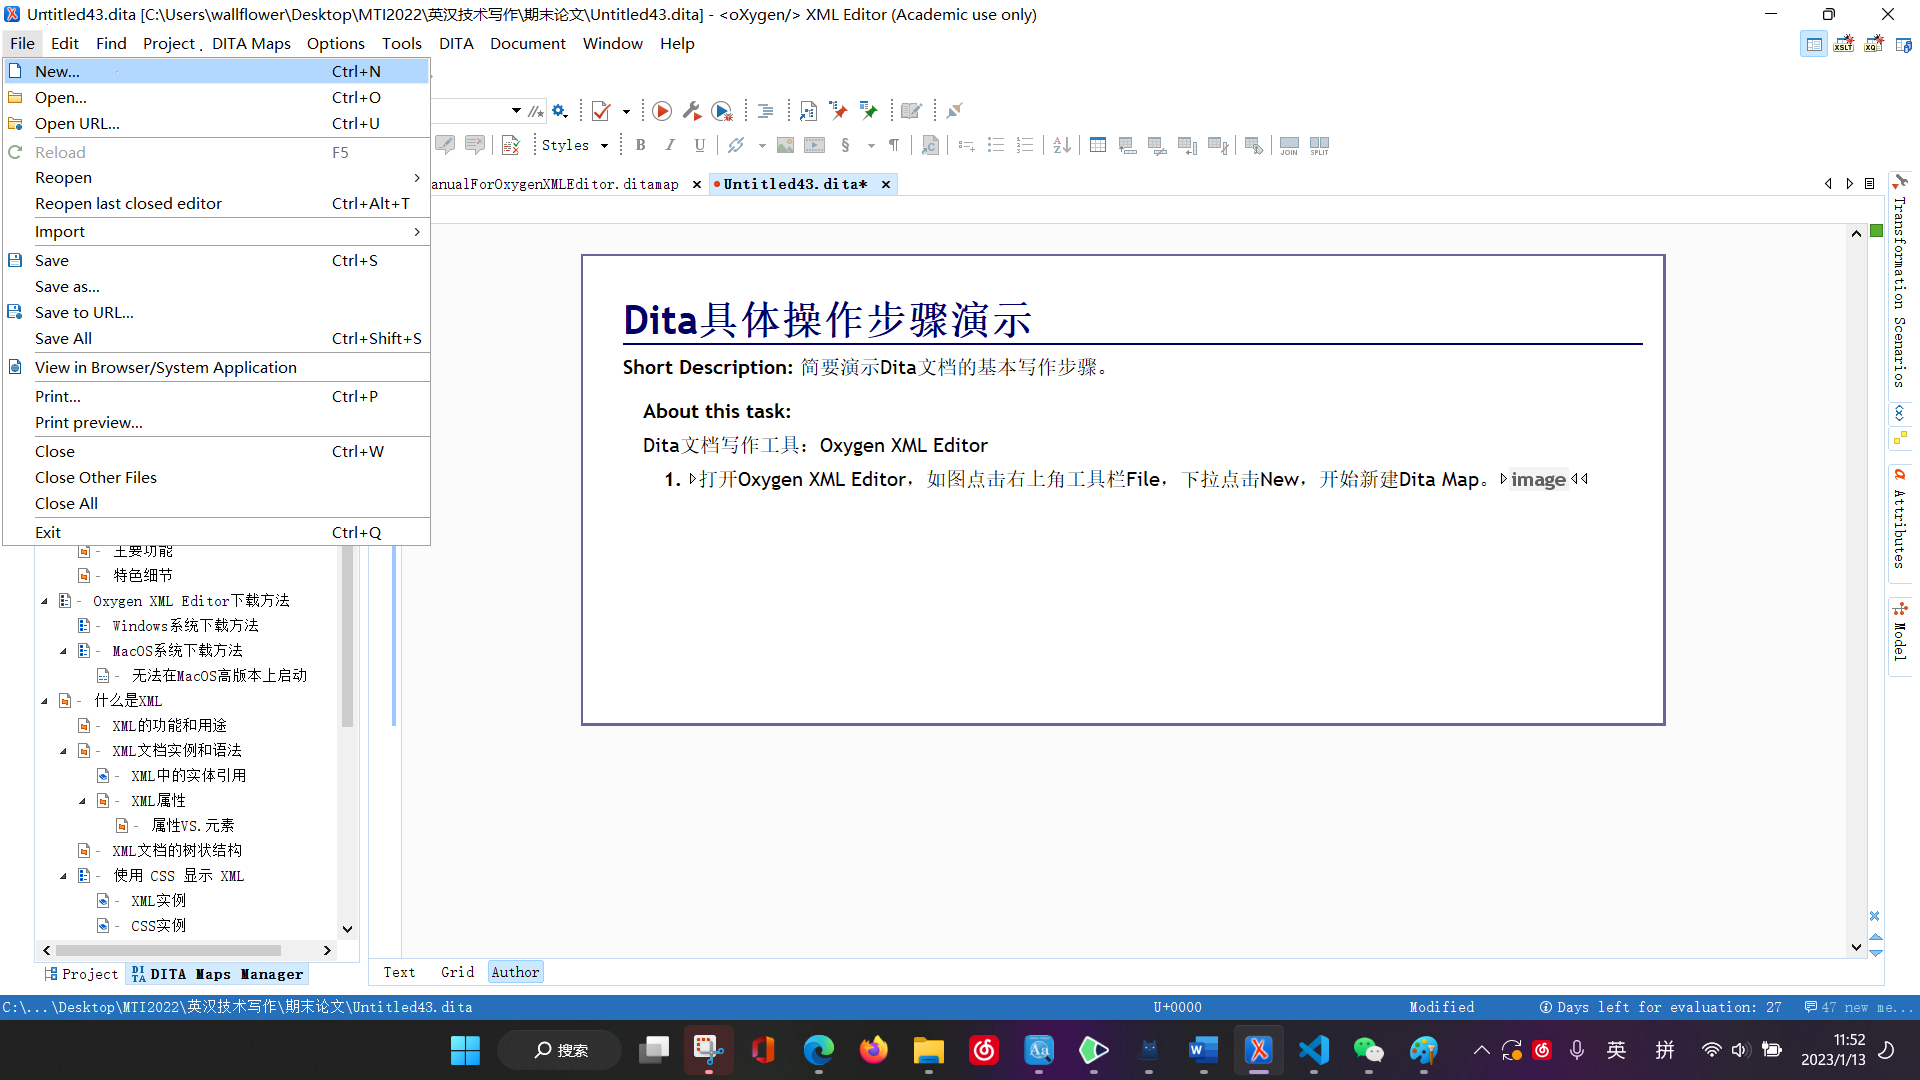 Untitled43.dita [C:\Users\wallflower\Desktop\MTI2022\英汉技术写作\期末论文\Untitled43.dita] - <oXygen/> XML Editor (Academic use only)
File Edit Find Project DITA Maps Options Tools DITA Document Window Help
New... Ctrl+N
Open... Ctrl+O
Open URL... Ctrl+U
Reload F5
Reopen
Reopen last closed editor Ctrl+Alt+T
Import
Save Ctrl+S
Save as...
Save to URL...
Save All Ctrl+Shift+S
View in Browser/System Application
Print... Ctrl+P
Print preview...
Close Ctrl+W
Close Other Files
Close All
Exit Ctrl+Q
Styles B I U § ¶
JOIN SPLIT
XSLT XQ
anualForOxygenXMLEditor.ditamap Untitled43.dita*
Dita具体操作步骤演示
Short Description: 简要演示Dita文档的基本写作步骤。
About this task:
Dita文档写作工具：Oxygen XML Editor
1. 打开Oxygen XML Editor，如图点击右上角工具栏File，下拉点击New，开始新建Dita Map。 image
主要功能
特色细节
Oxygen XML Editor下载方法
Windows系统下载方法
MacOS系统下载方法
无法在MacOS高版本上启动
什么是XML
XML的功能和用途
XML文档实例和语法
XML中的实体引用
XML属性
属性VS.元素
XML文档的树状结构
使用 CSS 显示 XML
XML实例
CSS实例
Project DITA Maps Manager
Text Grid Author
Transformation Scenarios
Attributes
Model
C:\...\Desktop\MTI2022\英汉技术写作\期末论文\Untitled43.dita U+0000 Modified Days left for evaluation: 27 47 new me...
搜索
英 拼
11:52
2023/1/13